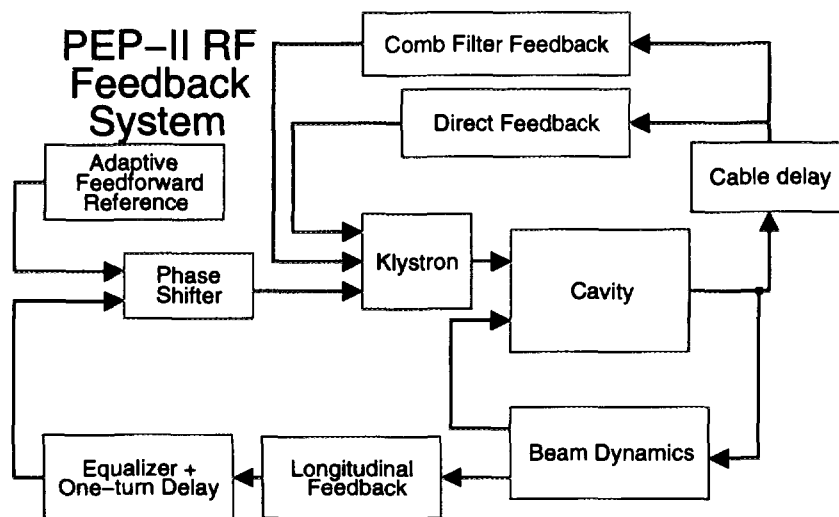 PEP–II RF
Feedback
System
Comb Filter Feedback
Direct Feedback
Adaptive
Feedforward
Reference
Cable delay
Klystron
Phase
Shifter
Cavity
Beam Dynamics
Longitudinal
Feedback
Equalizer +
One–turn Delay